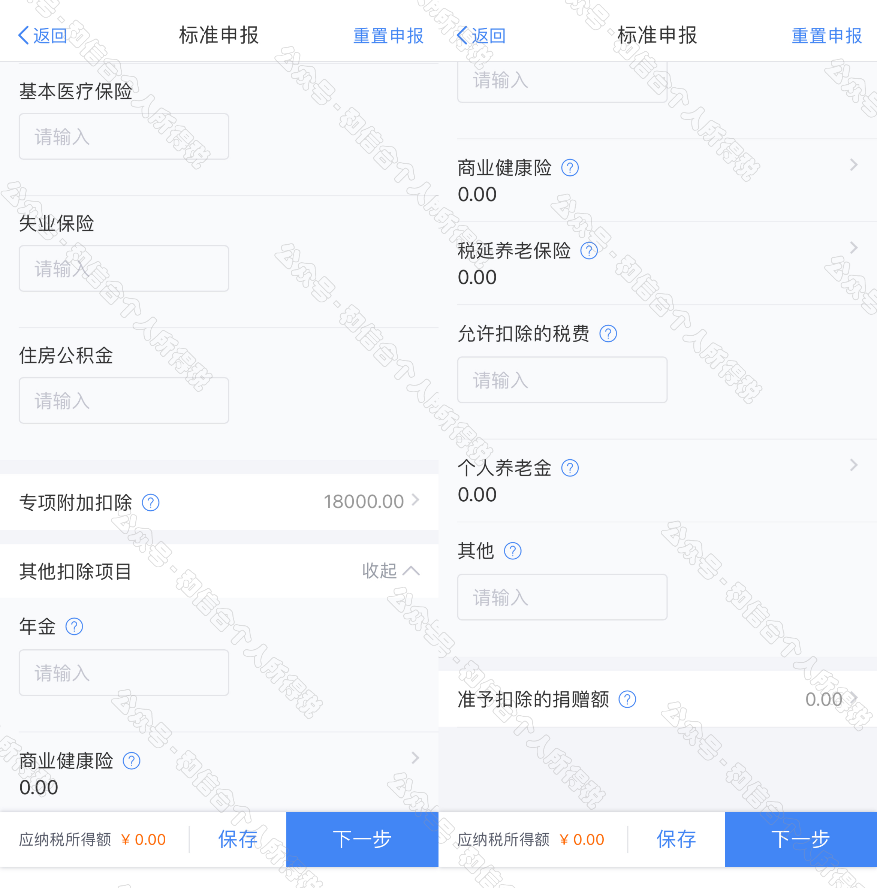 返回
标准申报
重置申报
基本医疗保险
请输入
失业保险
请输入
住房公积金
请输入
专项附加扣除 ?
18000.00
其他扣除项目
收起
年金 ?
请输入
商业健康险 ?
0.00
应纳税所得额 ¥ 0.00
保存
下一步
返回
标准申报
重置申报
请输入
商业健康险 ?
0.00
税延养老保险 ?
0.00
允许扣除的税费 ?
请输入
个人养老金 ?
0.00
其他 ?
请输入
准予扣除的捐赠额 ?
0.00
应纳税所得额 ¥ 0.00
保存
下一步